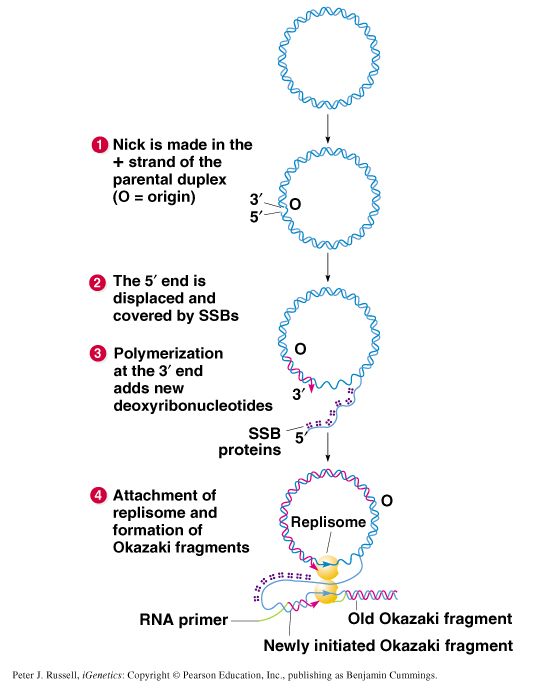 1 Nick is made in the
+ strand of the
parental duplex
(O = origin)
3′
5′
O
2 The 5′ end is
displaced and
covered by SSBs
3 Polymerization
at the 3′ end
adds new
deoxyribonucleotides
O
3′
SSB
proteins
5′
4 Attachment of
replisome and
formation of
Okazaki fragments
O
Replisome
RNA primer
Old Okazaki fragment
Newly initiated Okazaki fragment
Peter J. Russell, iGenetics: Copyright © Pearson Education, Inc., publishing as Benjamin Cummings.